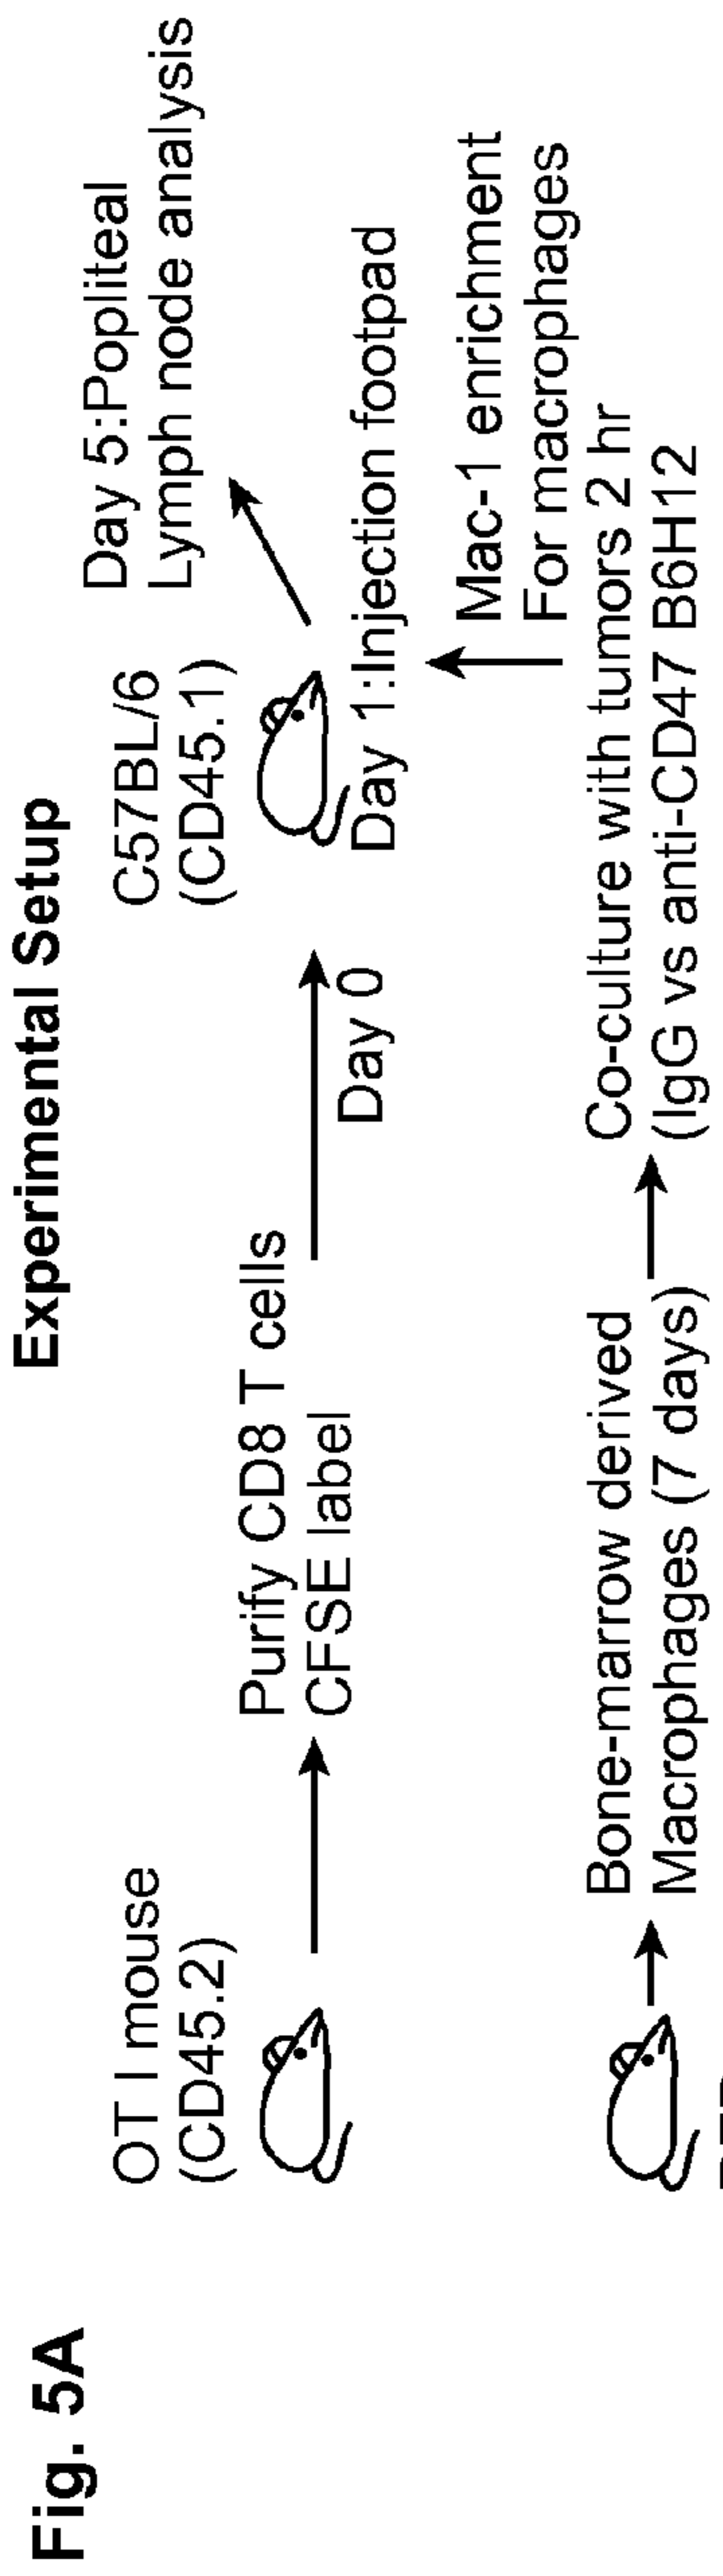 Fig. 5A
Experimental Setup
OT I mouse
(CD45.2)
Purify CD8 T cells
CFSE label
Day 0
C57BL/6
(CD45.1)
Day 5:Popliteal
Lymph node analysis
Day 1:Injection footpad
Mac-1 enrichment
For macrophages
Bone-marrow derived
Macrophages (7 days)
Co-culture with tumors 2 hr
(IgG vs anti-CD47 B6H12